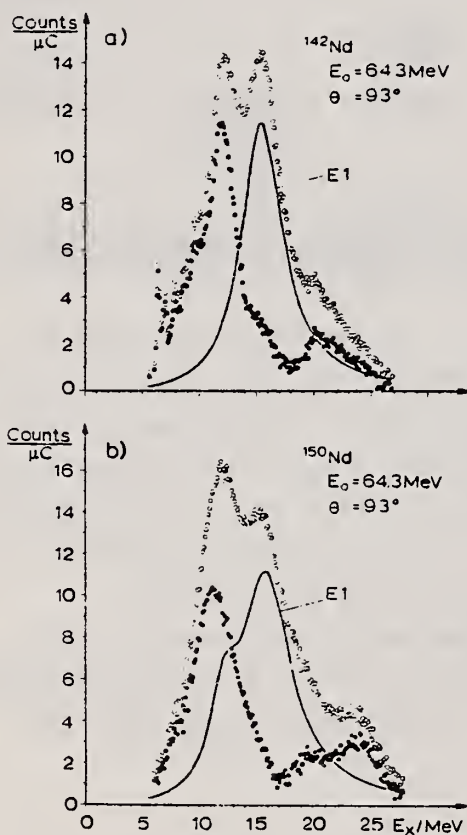 Counts
μC
a)
¹⁴²Nd
E₀=64.3MeV
θ =93°
E1
14
12
10
8
6
4
2
0
Counts
μC
b)
¹⁵⁰Nd
E₀=64.3MeV
θ =93°
E1
16
14
12
10
8
6
4
2
0
0 5 10 15 20 25 Eₓ/MeV